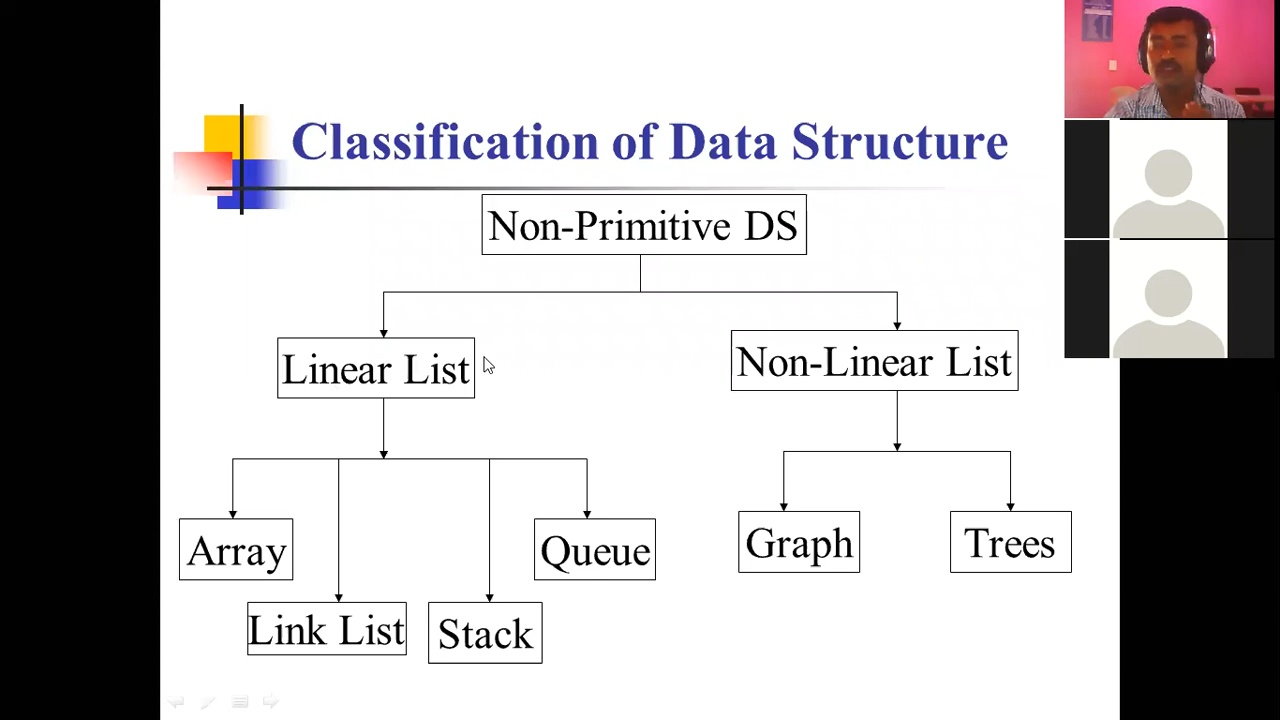 Classification of Data Structure
Non-Primitive DS
Linear List
Non-Linear List
Array
Queue
Graph
Trees
Link List
Stack